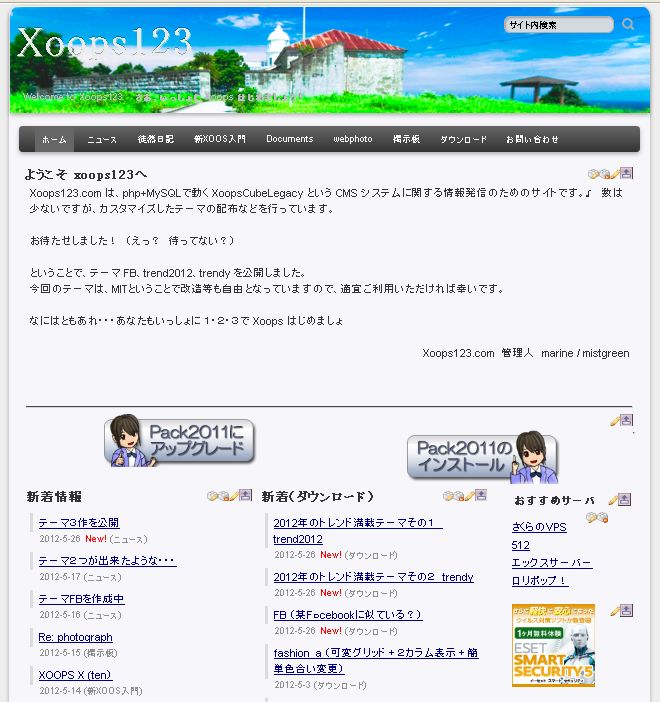 Xoops123
サイト内検索
Welcome to Xoops123
ホーム ニュース 徒然日記 新XOOS入門 Documents webphoto 掲示板 ダウンロード お問い合わせ
ようこそ xoops123へ
Xoops123.com は、php+MySQLで動くXoopsCubeLegacy という CMS システムに関する情報発信のためのサイトです。♪ 数は
少ないですが、カスタマイズしたテーマの配布などを行っています。
お待たせしました！（えっ？ 待ってない？）
ということで、テーマ FB、trend2012、trendy を公開しました。
今回のテーマは、MITということで改造等も自由となっていますので、適宜ご利用いただければ幸いです。
なにはともあれ・・・あなたもいっしょに 1・2・3 で Xoops はじめましょ
Xoops123.com 管理人 marine / mistgreen
Pack2011に
アップグレード
Pack2011の
インストール
新着情報
テーマ3作を公開
2012-5-26 New! (ニュース)
テーマ２つが出来たような・・・
2012-5-17 (ニュース)
テーマFBを作成中
2012-5-16 (ニュース)
Re: photograph
2012-5-15 (掲示板)
XOOPS X (ten)
2012-5-14 (新XOOS入門)
新着(ダウンロード)
2012年のトレンド満載テーマその１
trend2012
2012-5-26 New! (ダウンロード)
2012年のトレンド満載テーマその２ trendy
2012-5-26 New! (ダウンロード)
FB（某F○cebookに似ている？）
2012-5-26 New! (ダウンロード)
fashion_a（可変グリッド＋2カラム表示＋簡
単色合い変更）
2012-5-3 (ダウンロード)
おすすめサーバ
さくらのVPS
512
エックスサーバー
ロリポップ！
さらに軽快に安心になった
ウイルス対策ソフトが新登場
1ヶ月無料体験
ESET
SMART
SECURITY 5